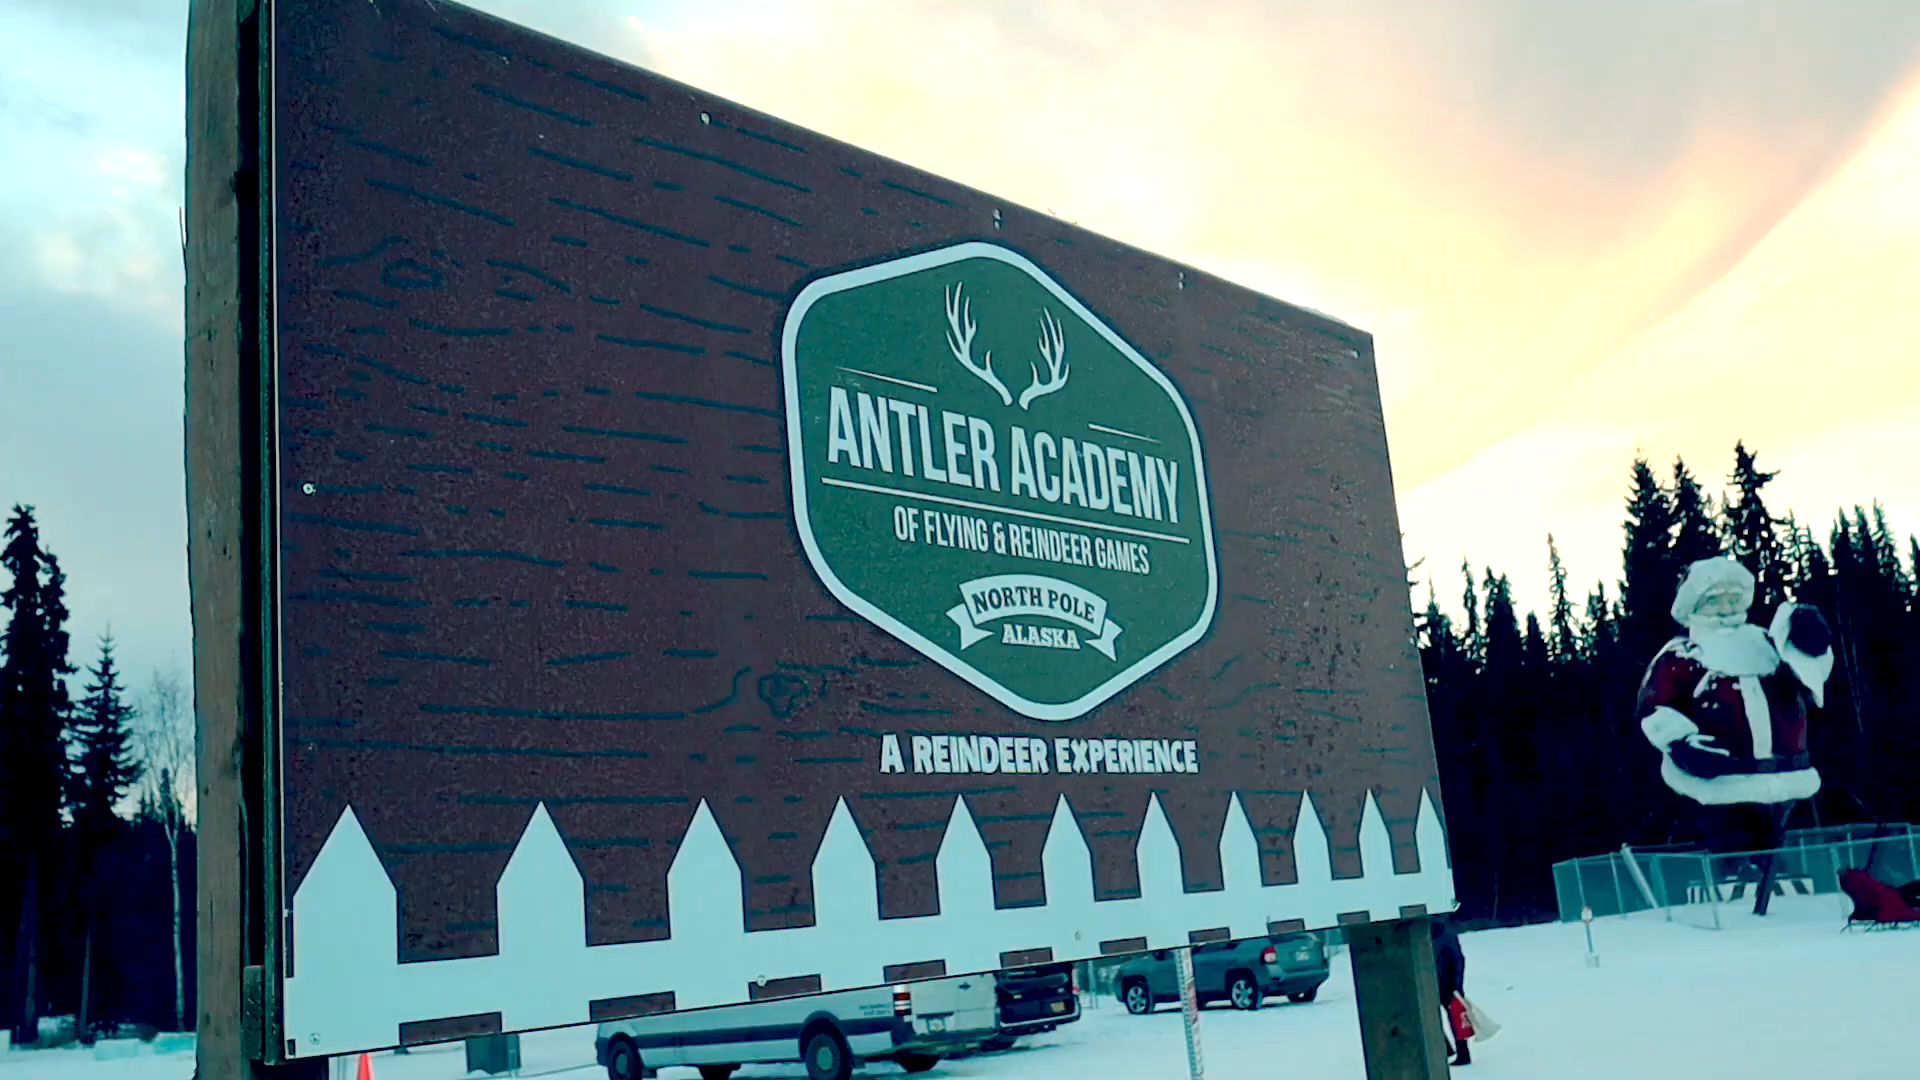 ANTLER ACADEMY
OF FLYING & REINDEER GAMES
NORTH POLE
ALASKA
A REINDEER EXPERIENCE